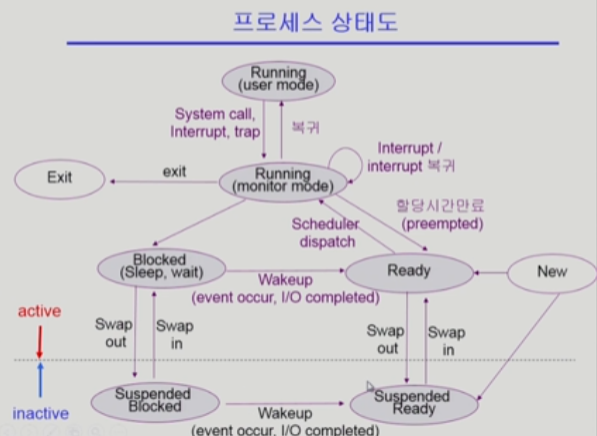 프로세스 상태도
Running
(user mode)
System call,
Interrupt, trap
복귀
Interrupt /
interrupt 복귀
Exit
exit
Running
(monitor mode)
할당시간만료
(preempted)
Scheduler
dispatch
Blocked
(Sleep, wait)
Wakeup
(event occur, I/O completed)
Ready
New
active
Swap
out
Swap
in
Swap
out
Swap
in
inactive
Suspended
Blocked
Wakeup
(event occur, I/O completed)
Suspended
Ready